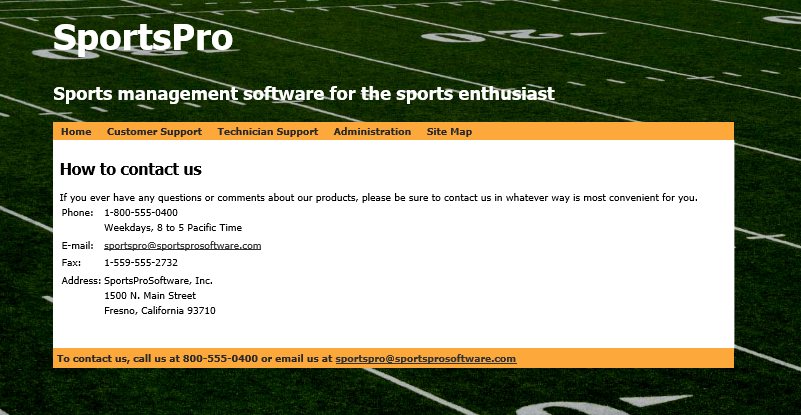 SportsPro
Sports management software for the sports enthusiast
Home Customer Support Technician Support Administration Site Map
How to contact us
If you ever have any questions or comments about our products, please be sure to contact us in whatever way is most convenient for you.
Phone: 1-800-555-0400
Weekdays, 8 to 5 Pacific Time
E-mail: sportspro@sportsprosoftware.com
Fax: 1-559-555-2732
Address: SportsProSoftware, Inc.
1500 N. Main Street
Fresno, California 93710
To contact us, call us at 800-555-0400 or email us at sportspro@sportsprosoftware.com